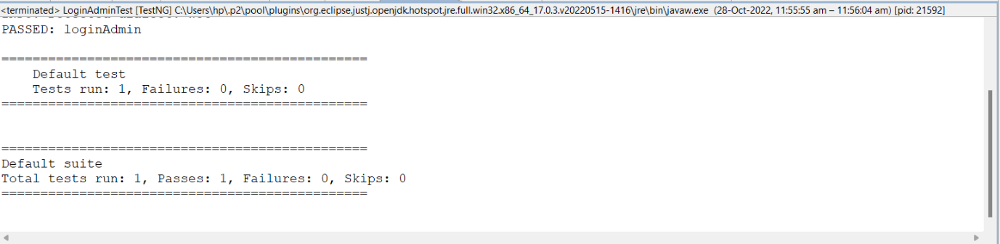 <terminated> LoginAdminTest [TestNG] C:\Users\hp\.p2\pool\plugins\org.eclipse.justj.openjdk.hotspot.jre.full.win32.x86_64_17.0.3.v20220515-1416\jre\bin\javaw.exe (28-Oct-2022, 11:55:55 am – 11:56:04 am) [pid: 21592]
PASSED: loginAdmin
===============================================
Default test
Tests run: 1, Failures: 0, Skips: 0
===============================================
===============================================
Default suite
Total tests run: 1, Passes: 1, Failures: 0, Skips: 0
===============================================